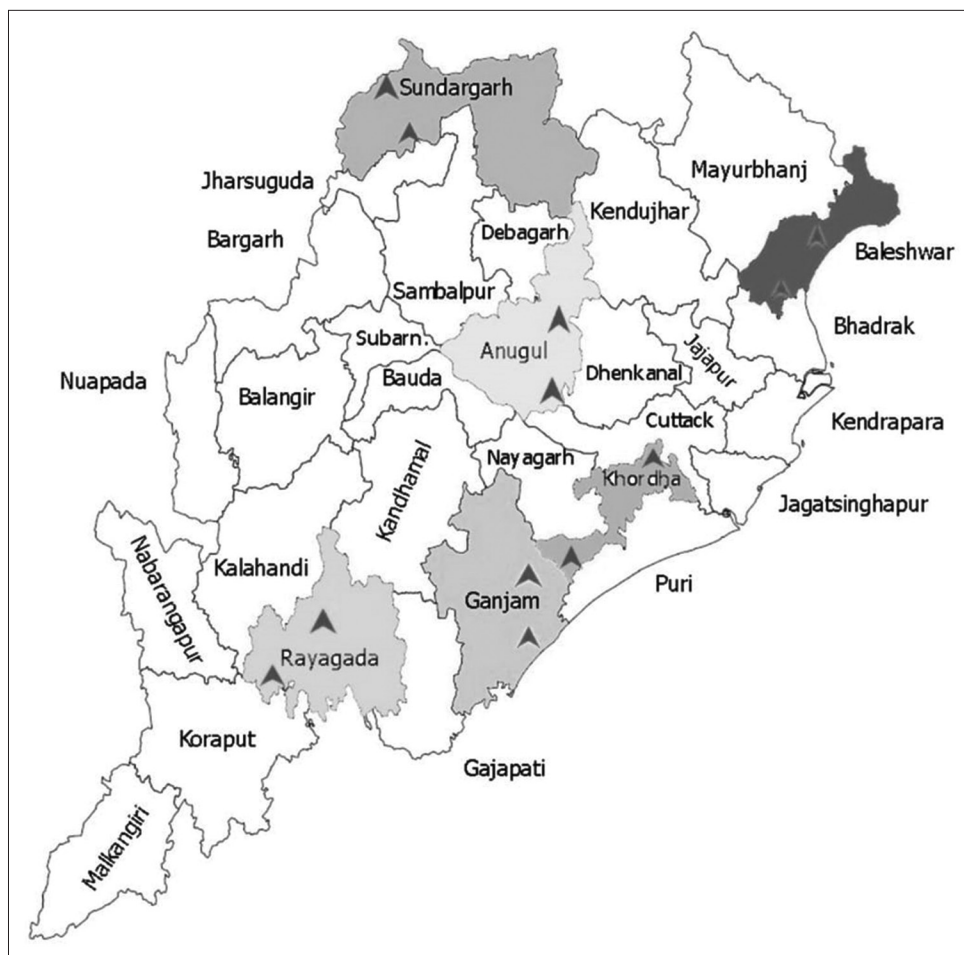 Sundargarh
Mayurbhanj
Jharsuguda
Kendujhar
Bargarh
Debagarh
Baleshwar
Sambalpur
Bhadrak
Subarn.
Anugul
Jajapur
Nuapada
Bauda
Dhenkanal
Balangir
Cuttack
Kendrapara
Nayagarh
Khordha
Kandhamal
Jagatsinghapur
Kalahandi
Nabarangapur
Puri
Ganjam
Rayagada
Koraput
Gajapati
Malkangiri